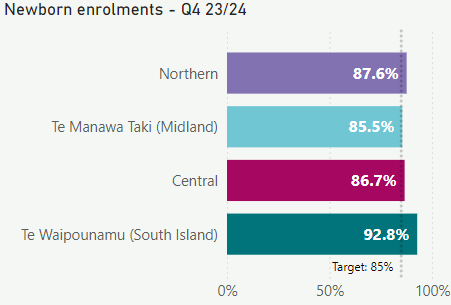 Newborn enrolments - Q4 23/24
Northern
87.6%
Te Manawa Taki (Midland)
85.5%
Central
86.7%
Te Waipounamu (South Island)
92.8%
Target: 85%
0%
50%
100%